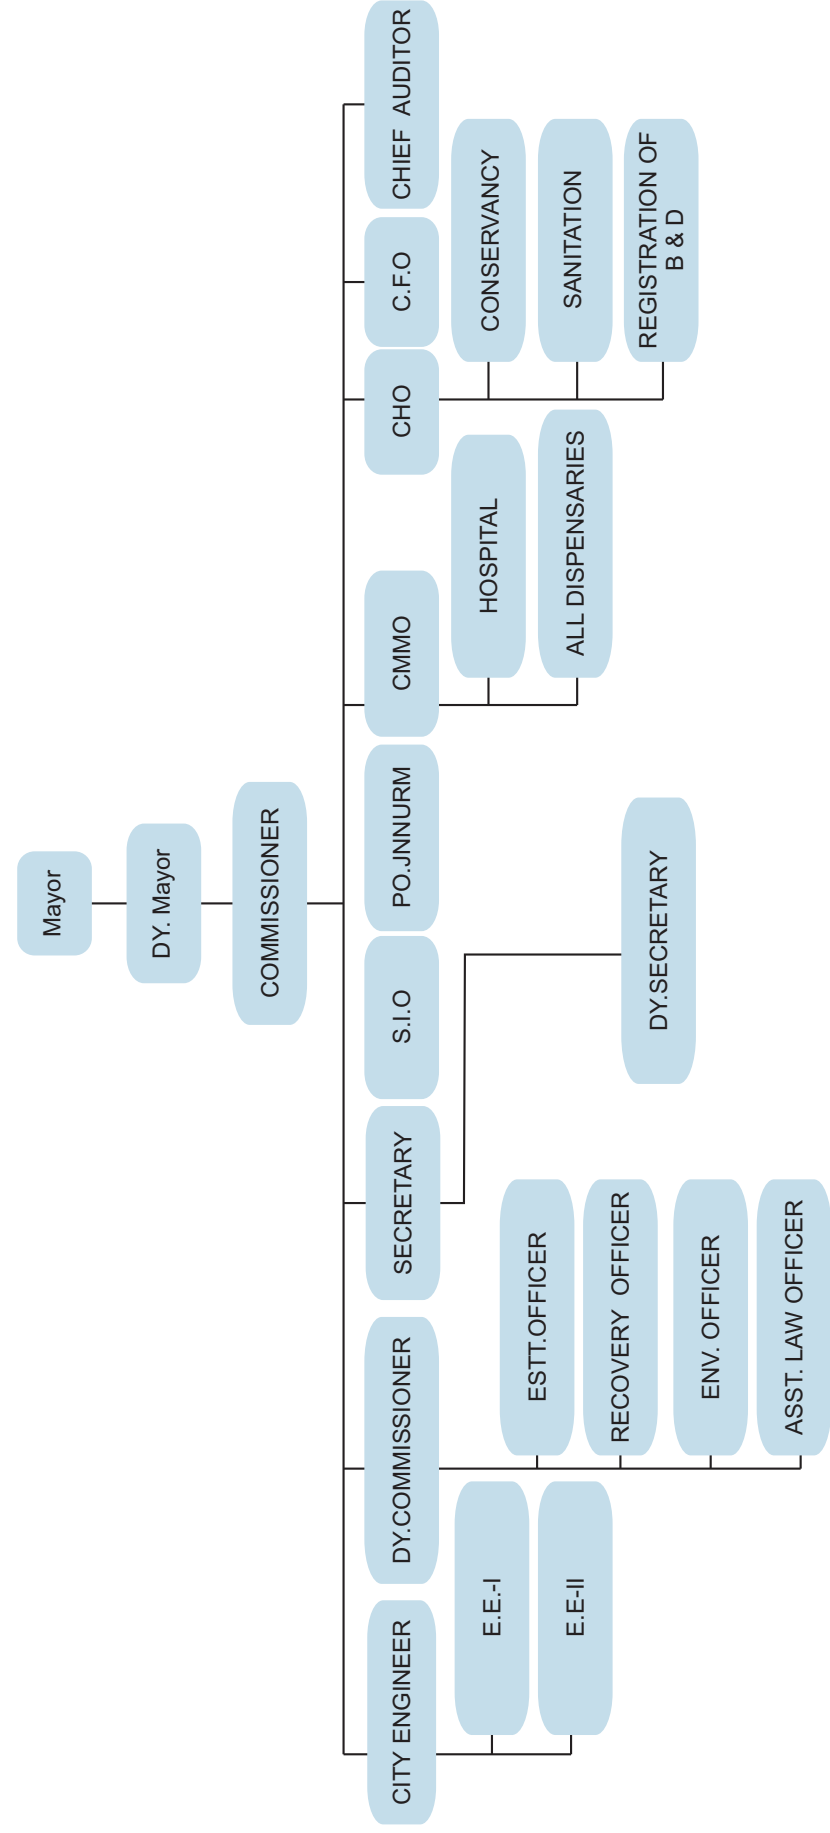 Mayor
DY. Mayor
COMMISSIONER
CITY ENGINEER
DY.COMMISSIONER
SECRETARY
S.I.O
PO.JNNURM
CMMO
CHO
C.F.O
CHIEF AUDITOR
E.E.-I
E.E-II
ESTT.OFFICER
RECOVERY OFFICER
ENV. OFFICER
ASST. LAW OFFICER
DY.SECRETARY
HOSPITAL
ALL DISPENSARIES
CONSERVANCY
SANITATION
REGISTRATION OF
B & D